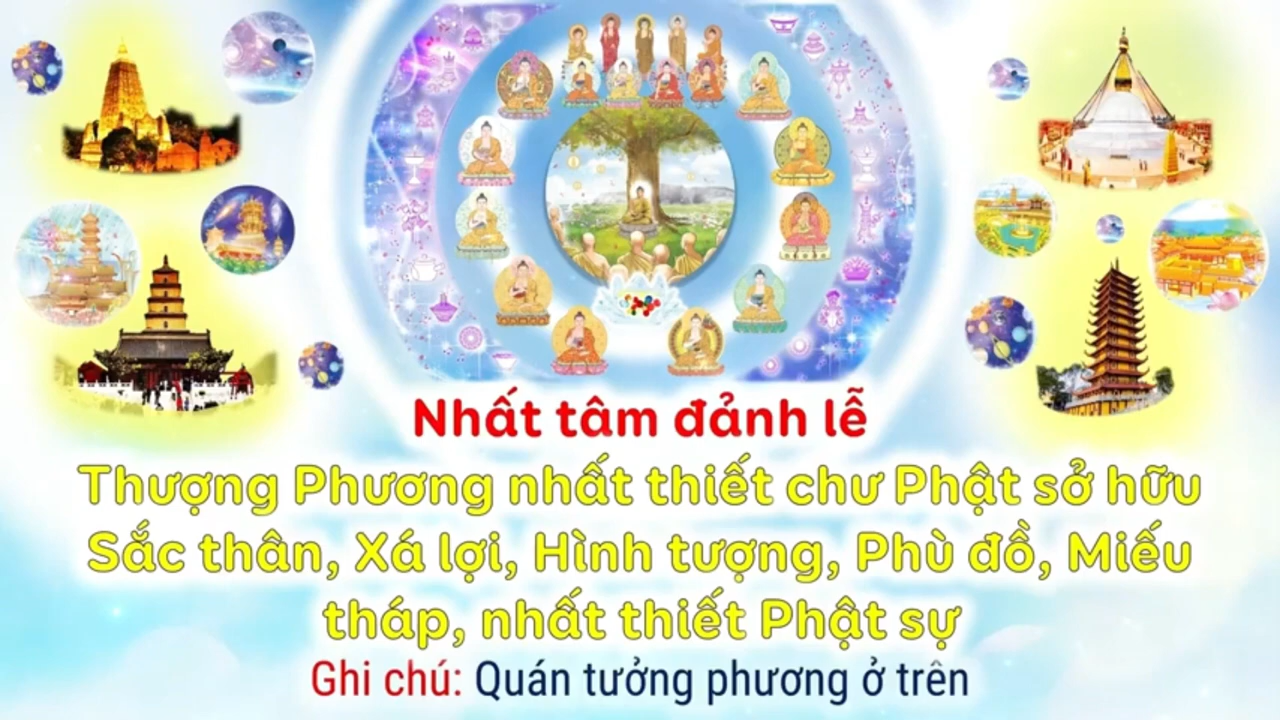 Nhất tâm đảnh lễ
Thượng Phương nhất thiết chư Phật sở hữu
Sắc thân, Xá lợi, Hình tượng, Phù đồ, Miếu
tháp, nhất thiết Phật sự
Ghi chú: Quán tưởng phương ở trên